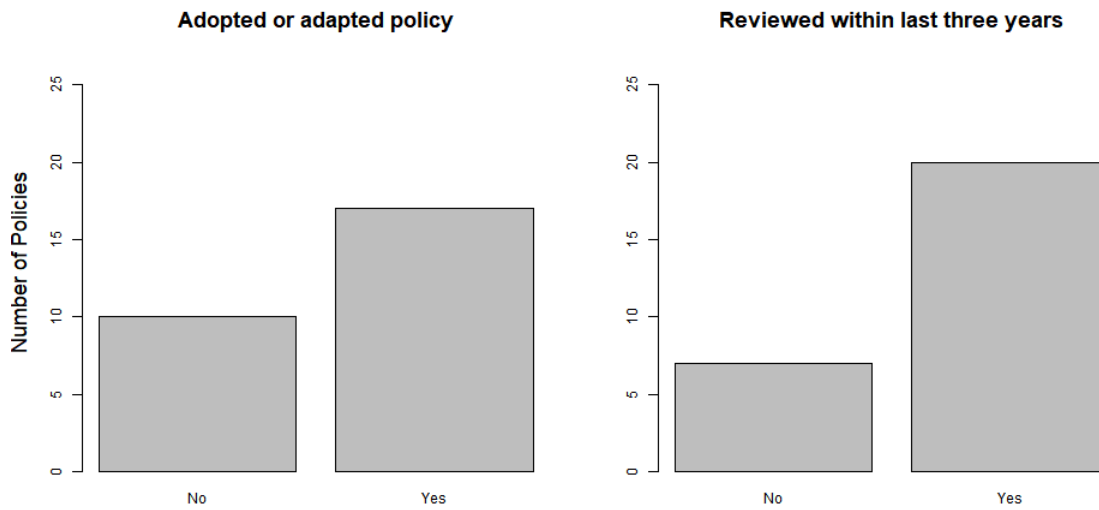 Adopted or adapted policy
Number of Policies
25
20
15
10
5
0
No Yes
Reviewed within last three years
25
20
15
10
5
0
No Yes